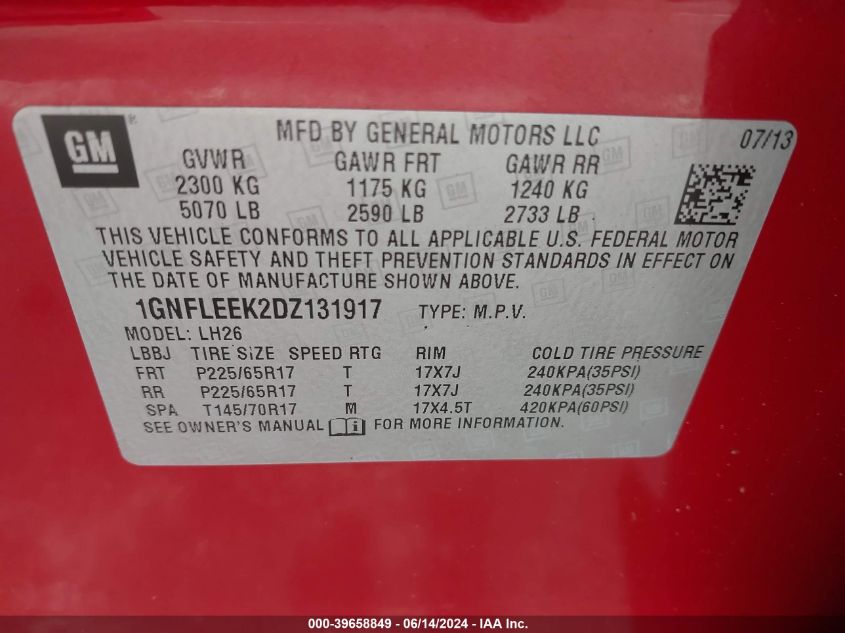 GM®
MFD BY GENERAL MOTORS LLC 07/13
GVWR GAWR FRT GAWR RR
2300 KG 1175 KG 1240 KG
5070 LB 2590 LB 2733 LB
THIS VEHICLE CONFORMS TO ALL APPLICABLE U.S. FEDERAL MOTOR
VEHICLE SAFETY AND THEFT PREVENTION STANDARDS IN EFFECT ON
THE DATE OF MANUFACTURE SHOWN ABOVE.
1GNFLEEK2DZ131917 TYPE: M.P.V.
MODEL: LH26
LBBJ TIRE SIZE SPEED RTG RIM COLD TIRE PRESSURE
FRT P225/65R17 T 17X7J 240KPA(35PSI)
RR P225/65R17 T 17X7J 240KPA(35PSI)
SPA T145/70R17 M 17X4.5T 420KPA(60PSI)
SEE OWNER'S MANUAL FOR MORE INFORMATION.
000-39658849 - 06/14/2024 - IAA Inc.